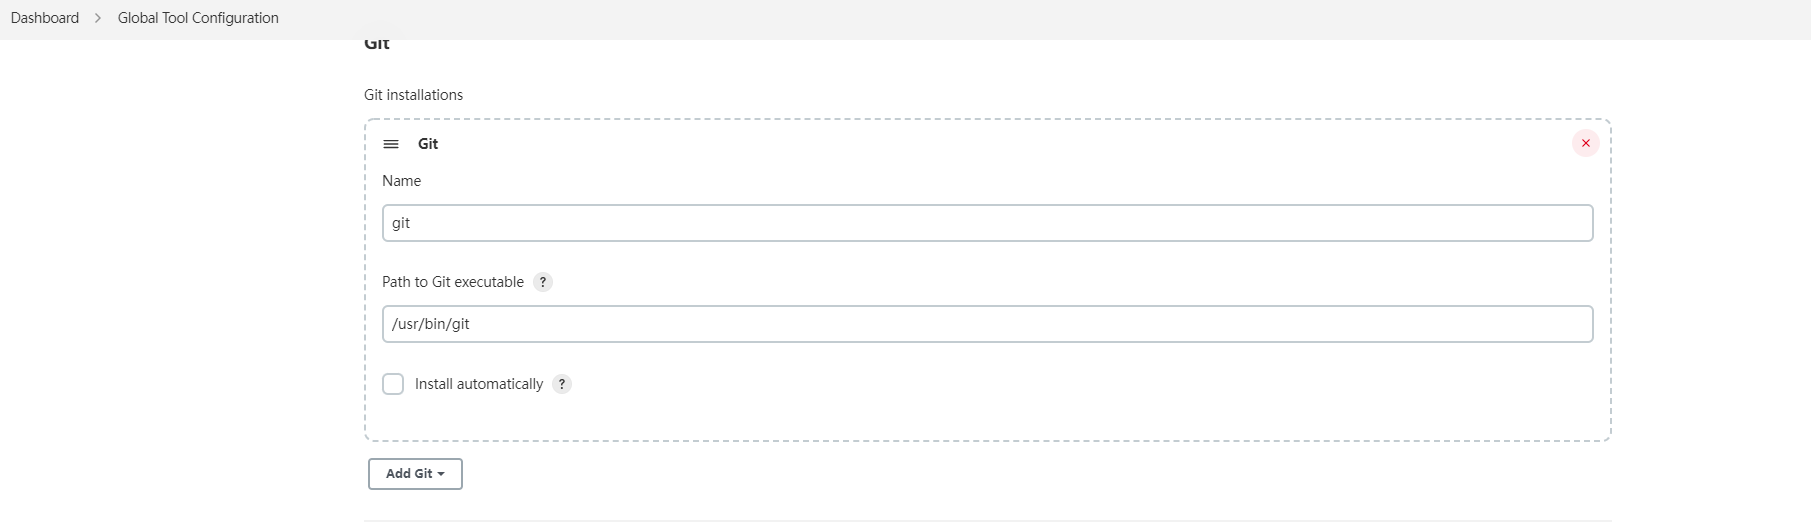 Dashboard > Global Tool Configuration
Git
Git installations
Git
Name
git
Path to Git executable ?
/usr/bin/git
Install automatically ?
Add Git